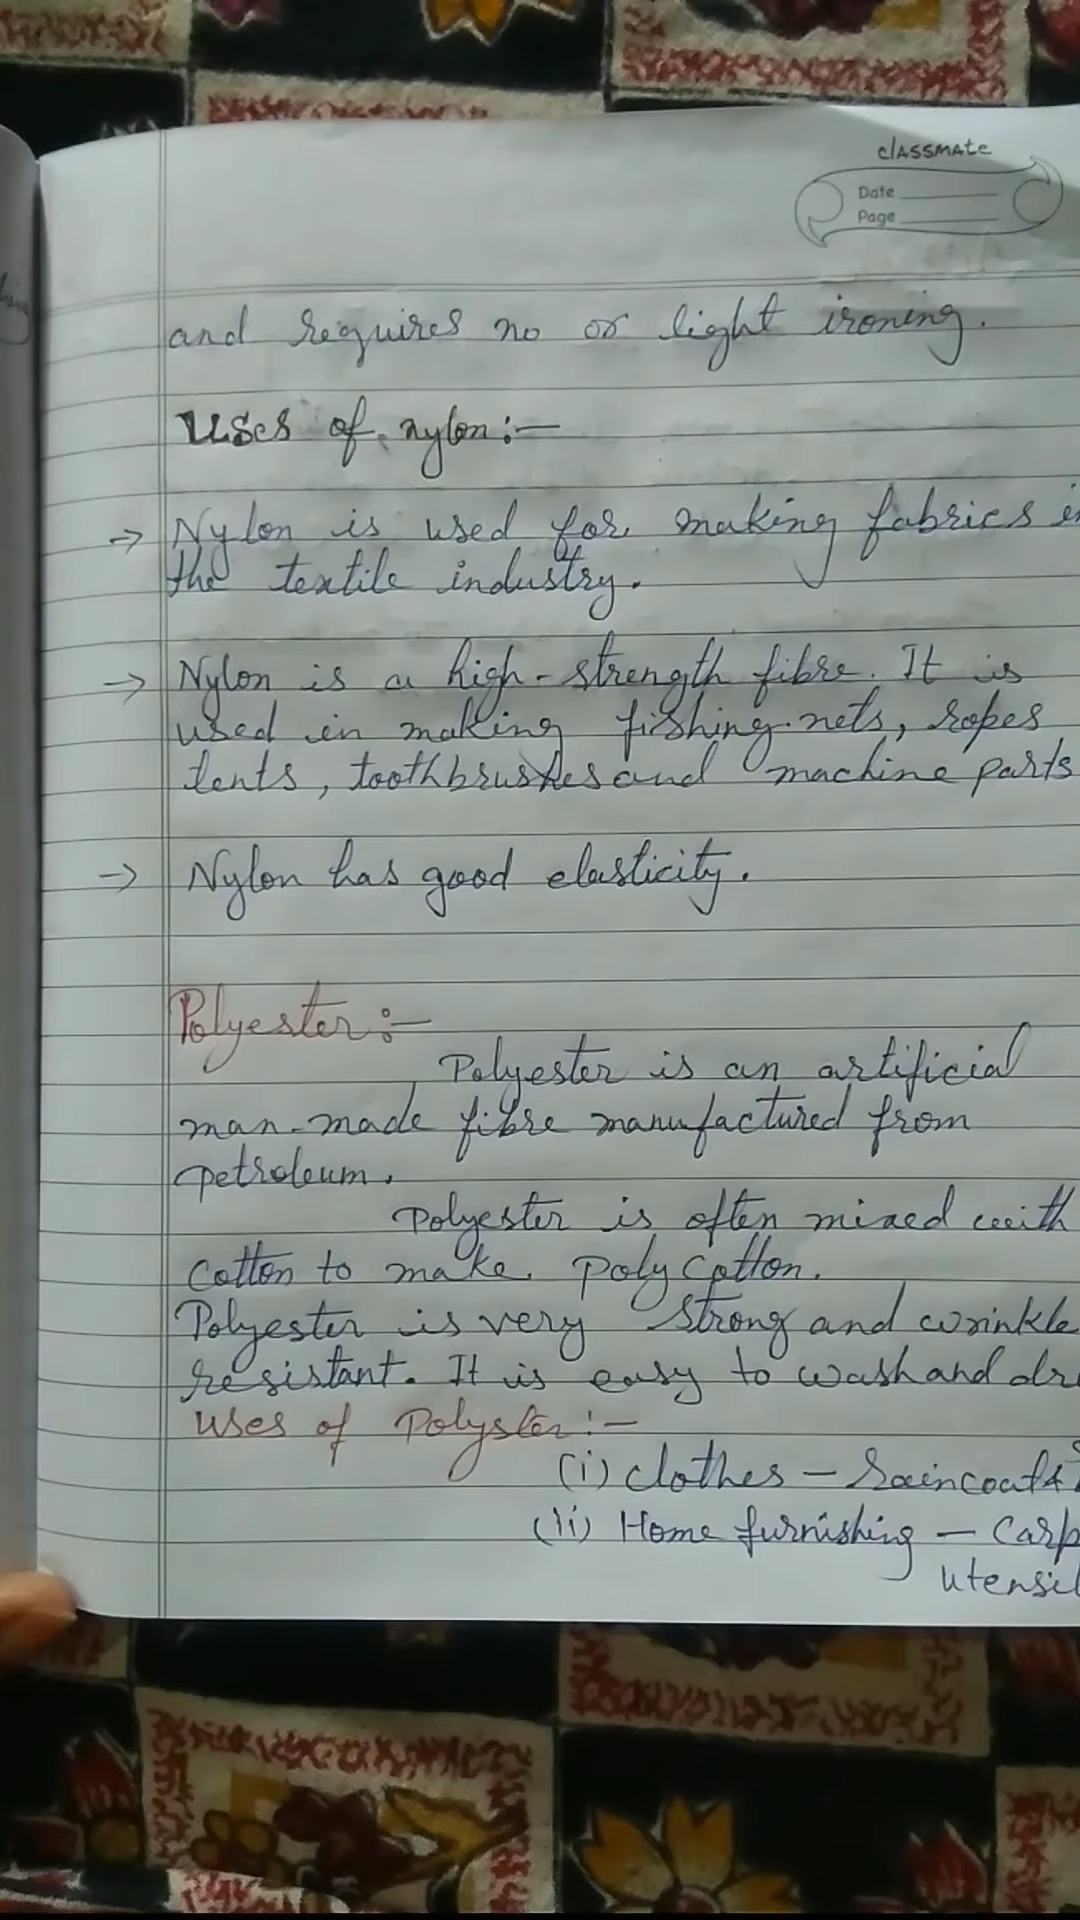 classmate
Date
Page
and requires no or light ironing.
Uses of nylon:-
→ Nylon is used for making fabrics in
the textile industry.
→ Nylon is a high-strength fibre. It is
used in making fishing nets, ropes
tents, toothbrushes and machine parts
→ Nylon has good elasticity.
Polyester:-
Polyester is an artificial
man-made fibre manufactured from
petroleum.
Polyester is often mixed with
Cotton to make. Poly Cotton.
Polyester is very strong and wrinkle
resistant. It is easy to wash and
Uses of Polyster:-
(i) Clothes - Raincoats
(ii) Home furnishing -